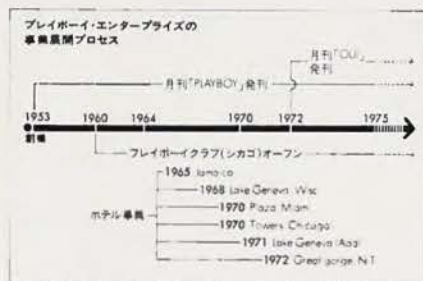 プレイボーイ・エンタープライズの
事業展開プロセス
月刊「OUI」
発刊
月刊「PLAYBOY」発刊
1953 1960 1964 1970 1972 1975
創業
プレイボーイクラブ(シカゴ)オープン
ホテル事業
1965 Jamaica
1968 Lake Geneva, Wisc
1970 Plaza, Miami
1970 Towers, Chicago
1971 Lake Geneva
1972 Great gorge, N.T